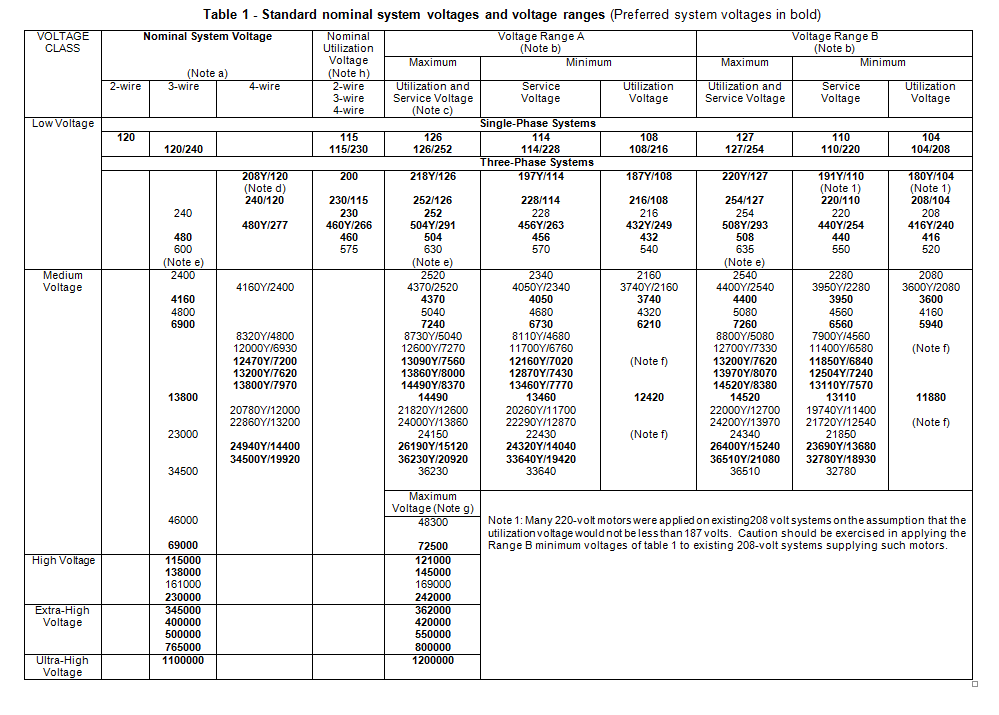 Table 1 - Standard nominal system voltages and voltage ranges (Preferred system voltages in bold)
VOLTAGE CLASS | Nominal System Voltage (Note a) | Nominal Utilization Voltage (Note h) | Voltage Range A (Note b) | Voltage Range B (Note b)
Maximum | Minimum | Maximum | Minimum
2-wire | 3-wire | 4-wire | 2-wire 3-wire 4-wire | Utilization and Service Voltage (Note c) | Service Voltage | Utilization Voltage | Utilization and Service Voltage | Service Voltage | Utilization Voltage
Low Voltage | Single-Phase Systems
120 | 115 | 126 | 114 | 108 | 127 | 110 | 104
120/240 | 115/230 | 126/252 | 114/228 | 108/216 | 127/254 | 110/220 | 104/208
Three-Phase Systems
208Y/120 | 200 | 218Y/126 | 197Y/114 | 187Y/108 | 220Y/127 | 191Y/110 | 180Y/104
(Note d) | (Note 1) | (Note 1)
240/120 | 230/115 | 252/126 | 228/114 | 216/108 | 254/127 | 220/110 | 208/104
240 | 230 | 252 | 228 | 216 | 254 | 220 | 208
480Y/277 | 460Y/266 | 504Y/291 | 456Y/263 | 432Y/249 | 508Y/293 | 440Y/254 | 416Y/240
480 | 460 | 504 | 456 | 432 | 508 | 440 | 416
600 | 575 | 630 | 570 | 540 | 635 | 550 | 520
(Note e) | (Note e) | (Note e)
Medium Voltage
2400 | 2520 | 2340 | 2160 | 2540 | 2280 | 2080
4160Y/2400 | 4370/2520 | 4050Y/2340 | 3740Y/2160 | 4400Y/2540 | 3950Y/2280 | 3600Y/2080
4160 | 4370 | 4050 | 3740 | 4400 | 3950 | 3600
4800 | 5040 | 4680 | 4320 | 5080 | 4560 | 4160
6900 | 7240 | 6730 | 6210 | 7260 | 6560 | 5940
8320Y/4800 | 8730Y/5040 | 8110Y/4680 | 8800Y/5080 | 7900Y/4560
12000Y/6930 | 12600Y/7270 | 11700Y/6760 | 12700Y/7330 | 11400Y/6580 | (Note f)
12470Y/7200 | 13090Y/7560 | 12160Y/7020 | (Note f) | 13200Y/7620 | 11850Y/6840
13200Y/7620 | 13860Y/8000 | 12870Y/7430 | 13970Y/8070 | 12504Y/7240
13800Y/7970 | 14490Y/8370 | 13460Y/7770 | 14520Y/8380 | 13110Y/7570
13800 | 14490 | 13460 | 12420 | 14520 | 13110 | 11880
20780Y/12000 | 21820Y/12600 | 20260Y/11700 | 22000Y/12700 | 19740Y/11400
22860Y/13200 | 24000Y/13860 | 22290Y/12870 | 24200Y/13970 | 21720Y/12540 | (Note f)
23000 | 24150 | 22430 | (Note f) | 24340 | 21850
24940Y/14400 | 26190Y/15120 | 24320Y/14040 | 26400Y/15240 | 23690Y/13680
34500Y/19920 | 36230Y/20920 | 33640Y/19420 | 36510Y/21080 | 32780Y/18930
34500 | 36230 | 33640 | 36510 | 32780
Maximum Voltage (Note g)
46000 | 48300
69000 | 72500
Note 1: Many 220-volt motors were applied on existing 208 volt systems on the assumption that the
utilization voltage would not be less than 187 volts. Caution should be exercised in applying the
Range B minimum voltages of table 1 to existing 208-volt systems supplying such motors.
High Voltage | 115000 | 121000
138000 | 145000
161000 | 169000
230000 | 242000
Extra-High Voltage | 345000 | 362000
400000 | 420000
500000 | 550000
765000 | 800000
Ultra-High Voltage | 1100000 | 1200000